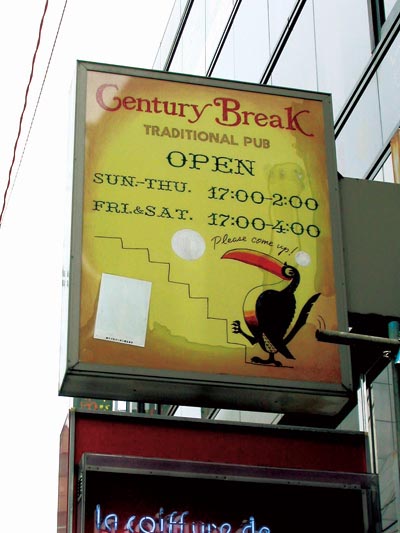 Century Break
TRADITIONAL PUB
OPEN
SUN.-THU. 17:00-2:00
FRI.&SAT. 17:00-4:00
Please come up!
la coiffure de